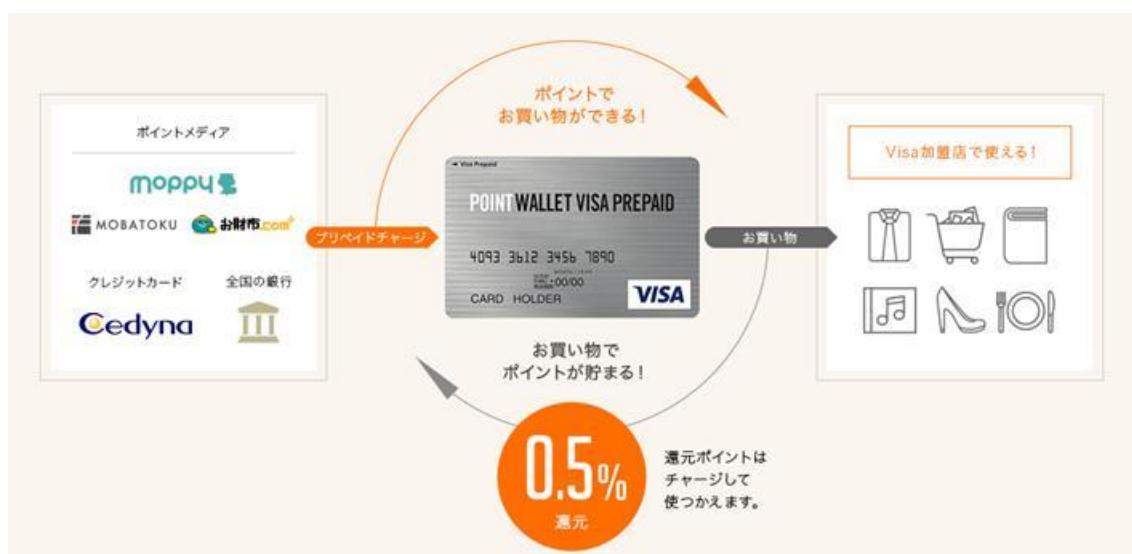 ポイントメディア
moppy
MOBATOKU
お財布.com
クレジットカード
全国の銀行
Cedyna
プリペイドチャージ
ポイントで
お買い物ができる！
Visa Prepaid
POINT WALLET VISA PREPAID
4093 3612 3456 7890
MONTH / YEAR
00/00
CARD HOLDER
VISA
お買い物で
ポイントが貯まる！
0.5%
還元
還元ポイントは
チャージして
使つかえます。
お買い物
Visa加盟店で使える！